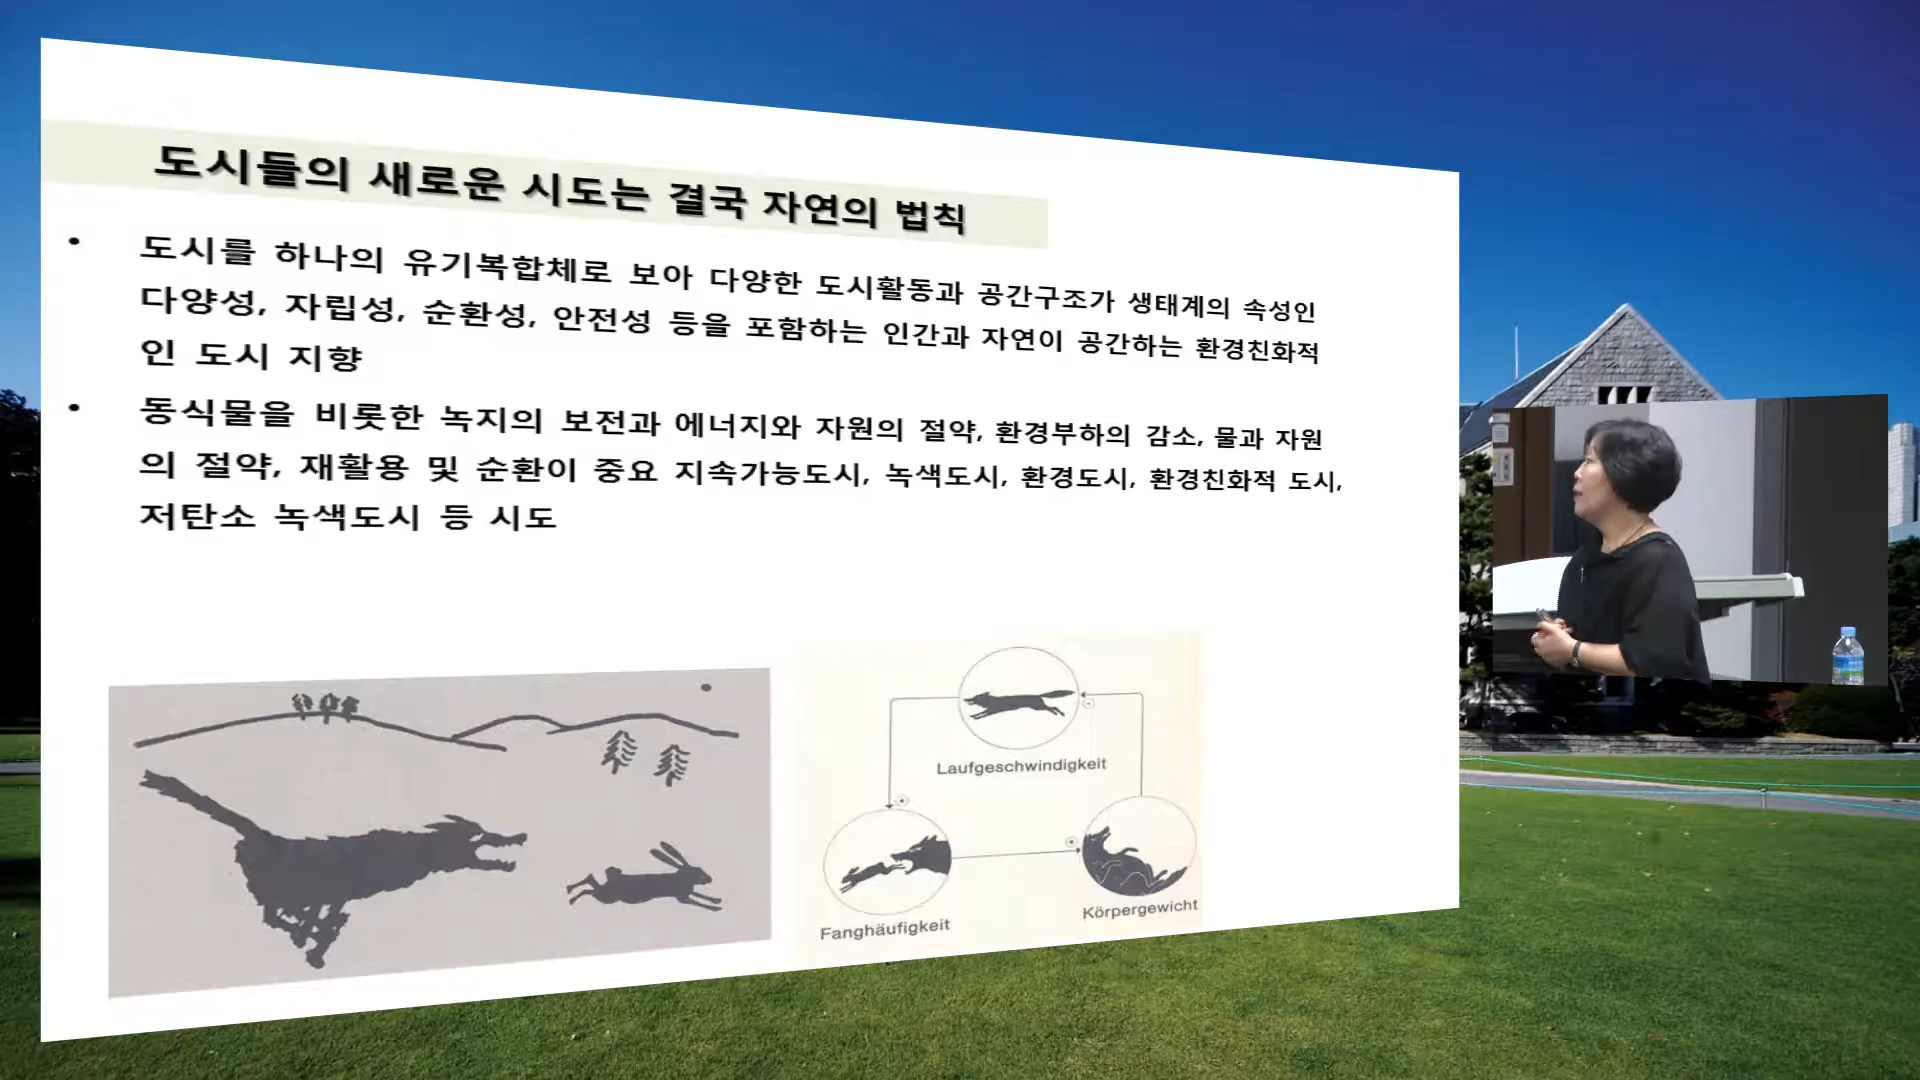 도시들의 새로운 시도는 결국 자연의 법칙
• 도시를 하나의 유기복합체로 보아 다양한 도시활동과 공간구조가 생태계의 속성인
다양성, 자립성, 순환성, 안전성 등을 포함하는 인간과 자연이 공간하는 환경친화적
인 도시 지향
• 동식물을 비롯한 녹지의 보전과 에너지와 자원의 절약, 환경부하의 감소, 물과 자원
의 절약, 재활용 및 순환이 중요 지속가능도시, 녹색도시, 환경도시, 환경친화적 도시,
저탄소 녹색도시 등 시도
Laufgeschwindigkeit
Fanghäufigkeit
Körpergewicht